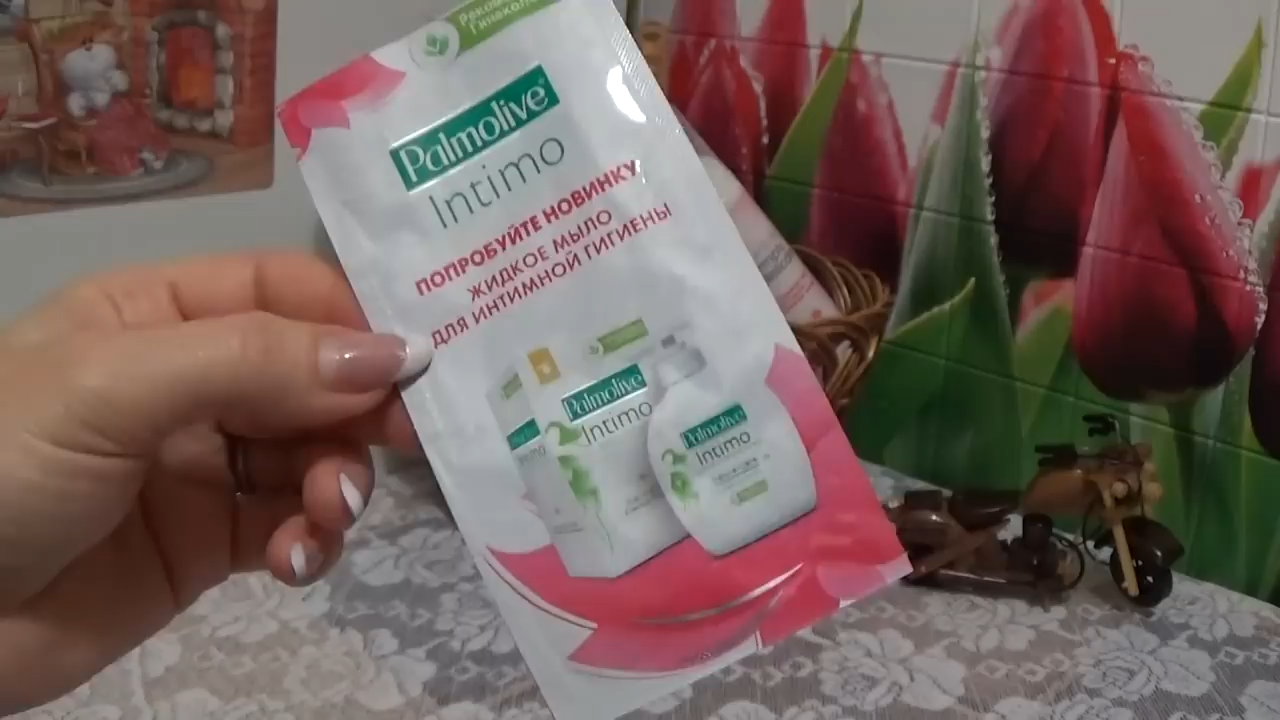 Palmolive
Intimo
ПОПРОБУЙТЕ НОВИНКУ
ЖИДКОЕ МЫЛО
ДЛЯ ИНТИМНОЙ ГИГИЕНЫ
Palmolive
Intimo
Palmolive
Intimo